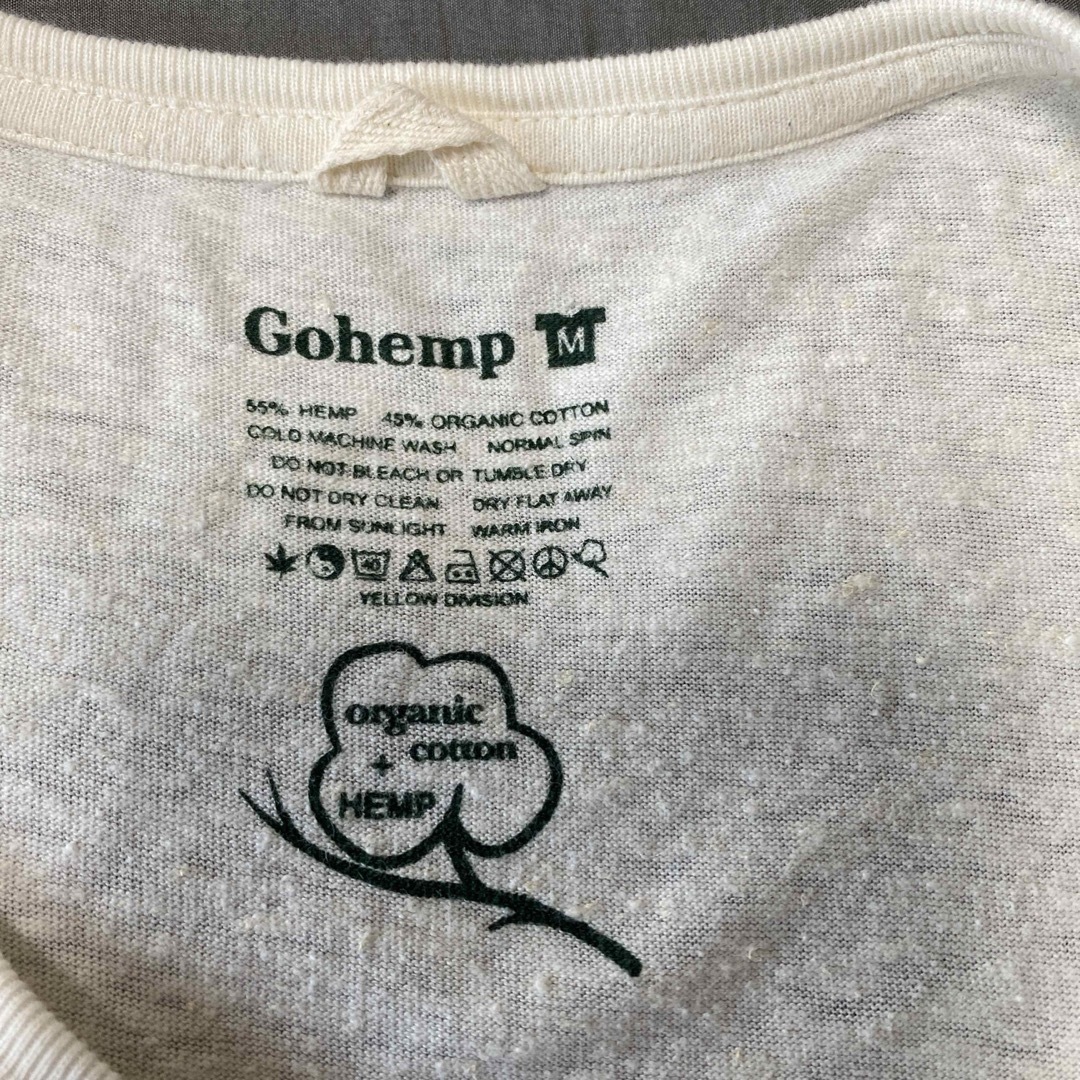 Gohemp M
55% HEMP 45% ORGANIC COTTON
COLD MACHINE WASH NORMAL SPIN
DO NOT BLEACH OR TUMBLE DRY
DO NOT DRY CLEAN DRY FLAT AWAY
FROM SUNLIGHT WARM IRON
40
YELLOW DIVISION
organic
cotton
+
HEMP